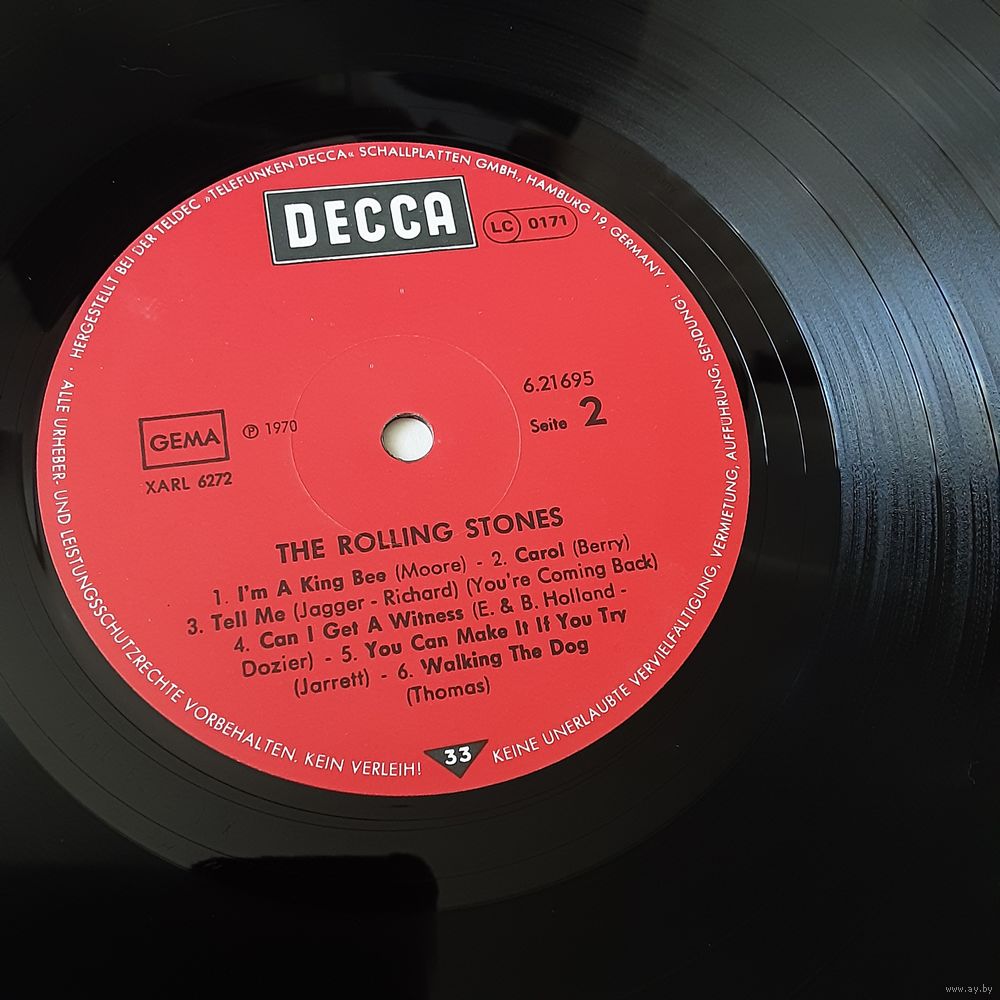 HERGESTELLT BEI DER TELDEC »TELEFUNKEN-DECCA« SCHALLPLATTEN GMBH., HAMBURG 19, GERMANY ·
DECCA
LC 0171
6.21695
Seite 2
GEMA
℗ 1970
XARL 6272
THE ROLLING STONES
1. I'm A King Bee (Moore) - 2. Carol (Berry)
3. Tell Me (Jagger - Richard) (You're Coming Back)
4. Can I Get A Witness (E. & B. Holland -
Dozier) - 5. You Can Make It If You Try
(Jarrett) - 6. Walking The Dog
(Thomas)
33
· ALLE URHEBER- UND LEISTUNGSSCHUTZRECHTE VORBEHALTEN. KEIN VERLEIH!
KEINE UNERLAUBTE VERVIELFÄLTIGUNG, VERMIETUNG, AUFFÜHRUNG, SENDUNG!
www.ay.by